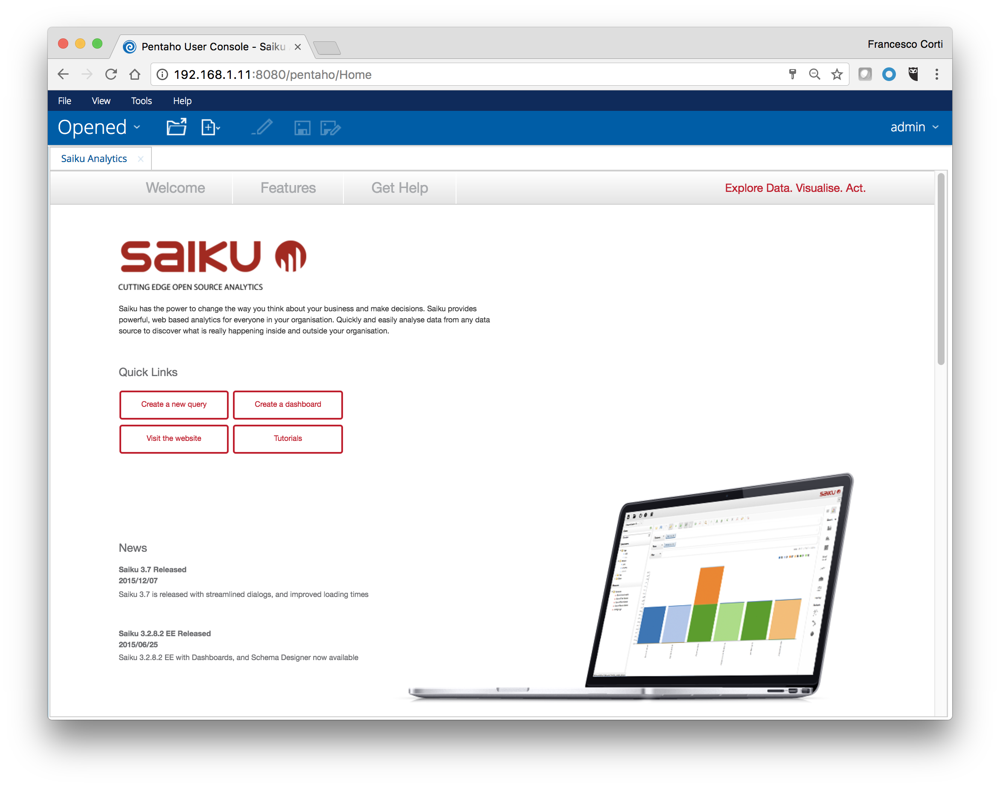 Pentaho User Console - Saiku
Francesco Corti
192.168.1.11:8080/pentaho/Home
File View Tools Help
Opened
admin
Saiku Analytics
Welcome Features Get Help
Explore Data. Visualise. Act.
saiku
CUTTING EDGE OPEN SOURCE ANALYTICS
Saiku has the power to change the way you think about your business and make decisions. Saiku provides
powerful, web based analytics for everyone in your organisation. Quickly and easily analyse data from any data
source to discover what is really happening inside and outside your organisation.
Quick Links
Create a new query Create a dashboard
Visit the website Tutorials
saiku
News
Saiku 3.7 Released
2015/12/07
Saiku 3.7 is released with streamlined dialogs, and improved loading times
Saiku 3.2.8.2 EE Released
2015/06/25
Saiku 3.2.8.2 EE with Dashboards, and Schema Designer now available